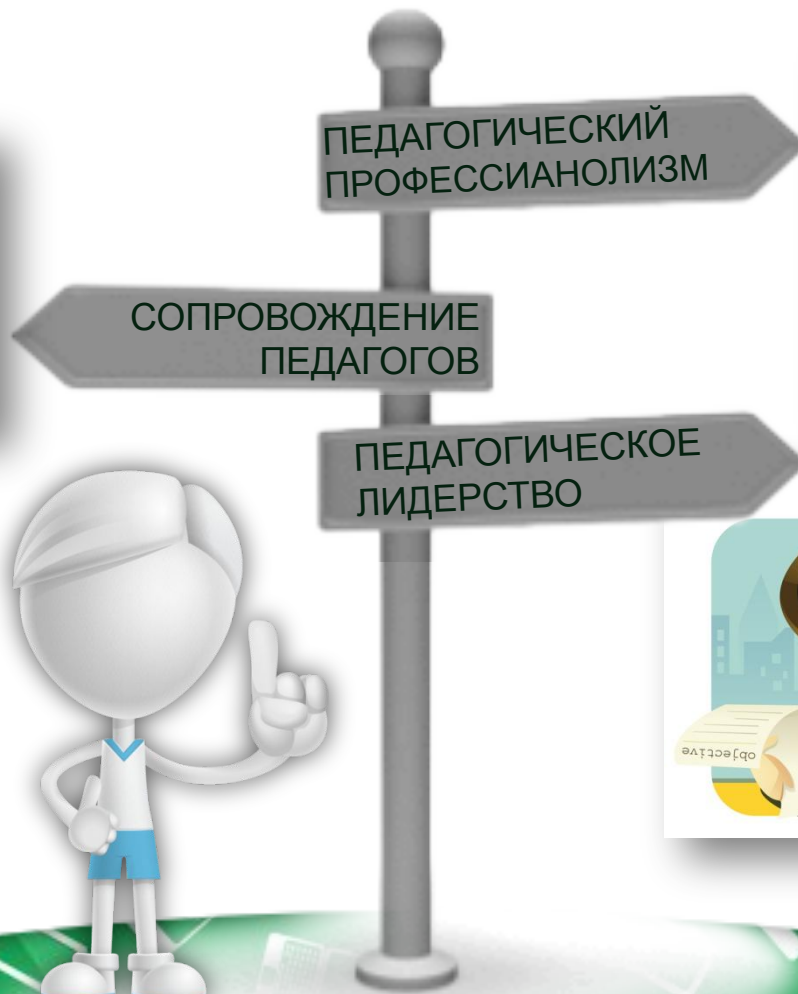 ПЕДАГОГИЧЕСКИЙ
ПРОФЕССИАНОЛИЗМ
СОПРОВОЖДЕНИЕ
ПЕДАГОГОВ
ПЕДАГОГИЧЕСКОЕ
ЛИДЕРСТВО
objective